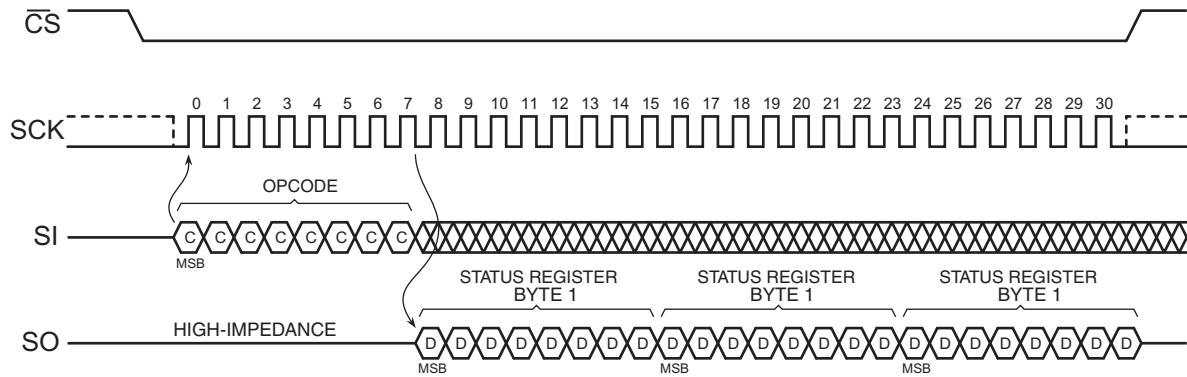 CS
SCK
0 1 2 3 4 5 6 7 8 9 10 11 12 13 14 15 16 17 18 19 20 21 22 23 24 25 26 27 28 29 30
OPCODE
SI
C C C C C C C C
MSB
STATUS REGISTER
BYTE 1
STATUS REGISTER
BYTE 1
STATUS REGISTER
BYTE 1
HIGH-IMPEDANCE
SO
D D D D D D D D D D D D D D D D D D D D D D D D
MSB
MSB
MSB